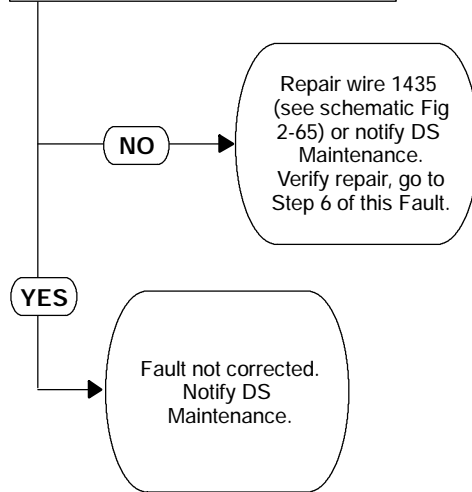 Repair wire 1435
(see schematic Fig
2-65) or notify DS
Maintenance.
Verify repair, go to
Step 6 of this Fault.
NO
YES
Fault not corrected.
Notify DS
Maintenance.